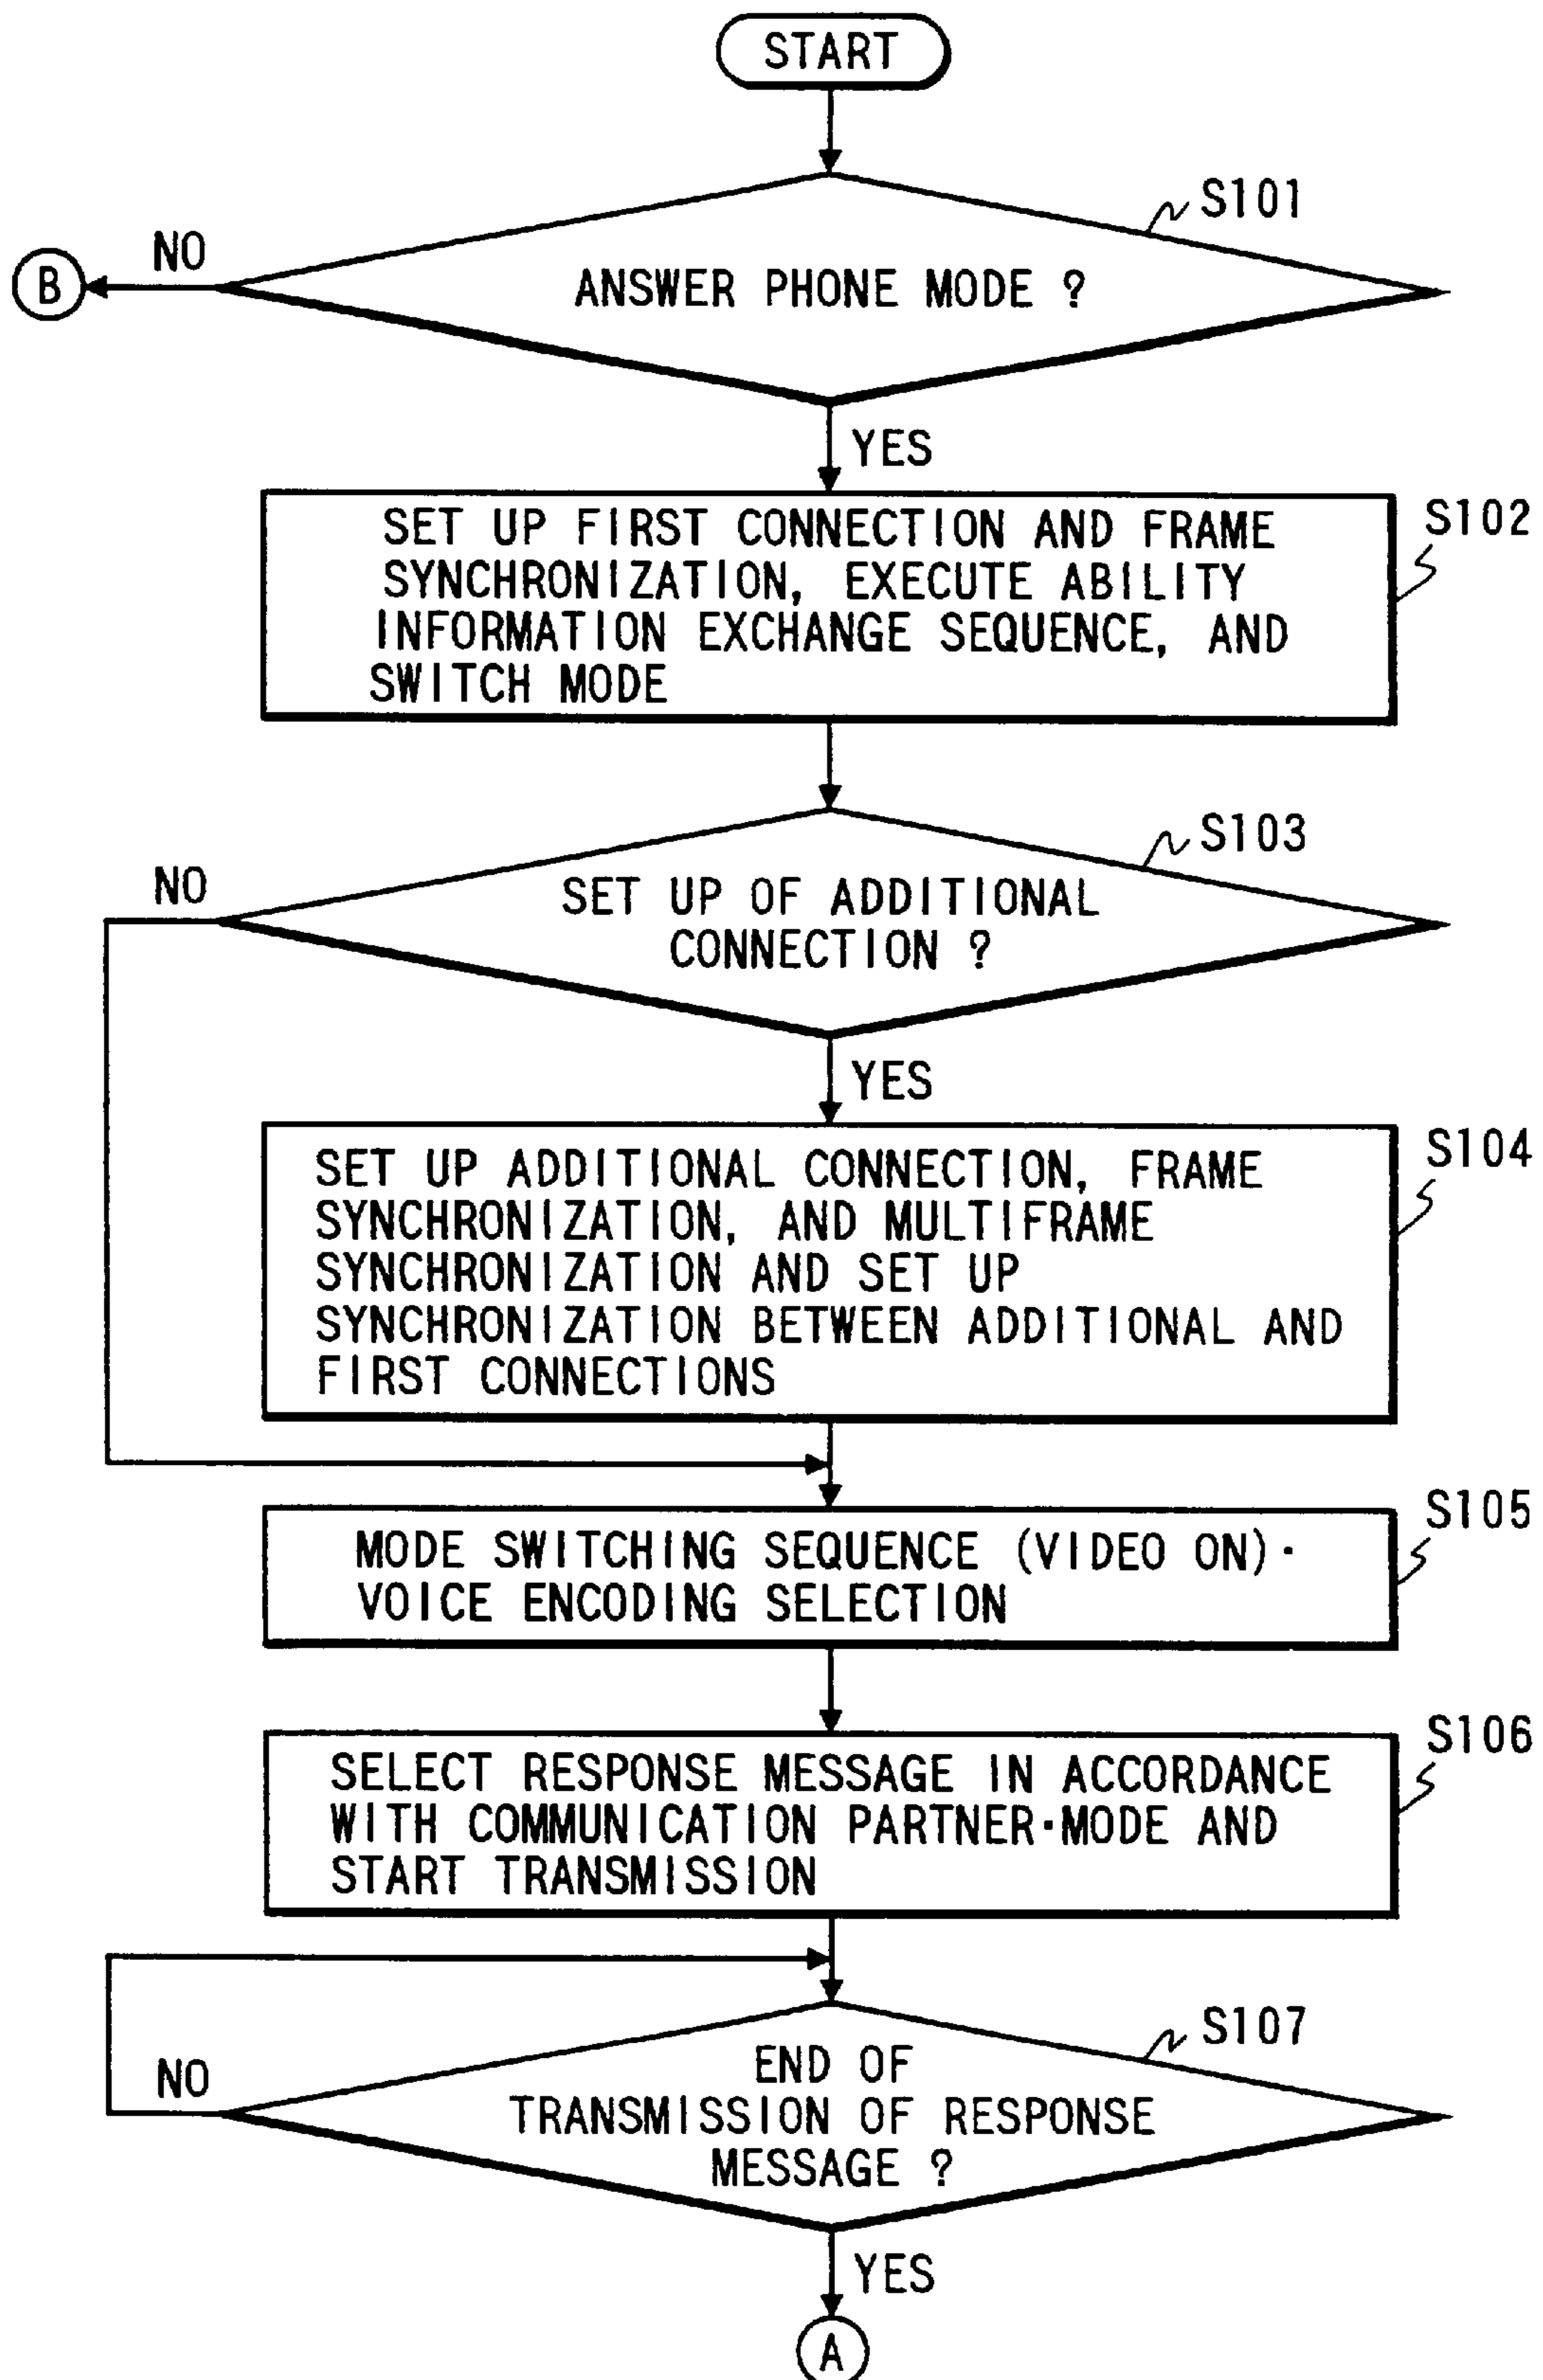 START
S101
NO
B
ANSWER PHONE MODE ?
YES
S102
SET UP FIRST CONNECTION AND FRAME
SYNCHRONIZATION, EXECUTE ABILITY
INFORMATION EXCHANGE SEQUENCE, AND
SWITCH MODE
S103
NO
SET UP OF ADDITIONAL
CONNECTION ?
YES
S104
SET UP ADDITIONAL CONNECTION, FRAME
SYNCHRONIZATION, AND MULTIFRAME
SYNCHRONIZATION AND SET UP
SYNCHRONIZATION BETWEEN ADDITIONAL AND
FIRST CONNECTIONS
S105
MODE SWITCHING SEQUENCE (VIDEO ON)·
VOICE ENCODING SELECTION
S106
SELECT RESPONSE MESSAGE IN ACCORDANCE
WITH COMMUNICATION PARTNER·MODE AND
START TRANSMISSION
S107
NO
END OF
TRANSMISSION OF RESPONSE
MESSAGE ?
YES
A